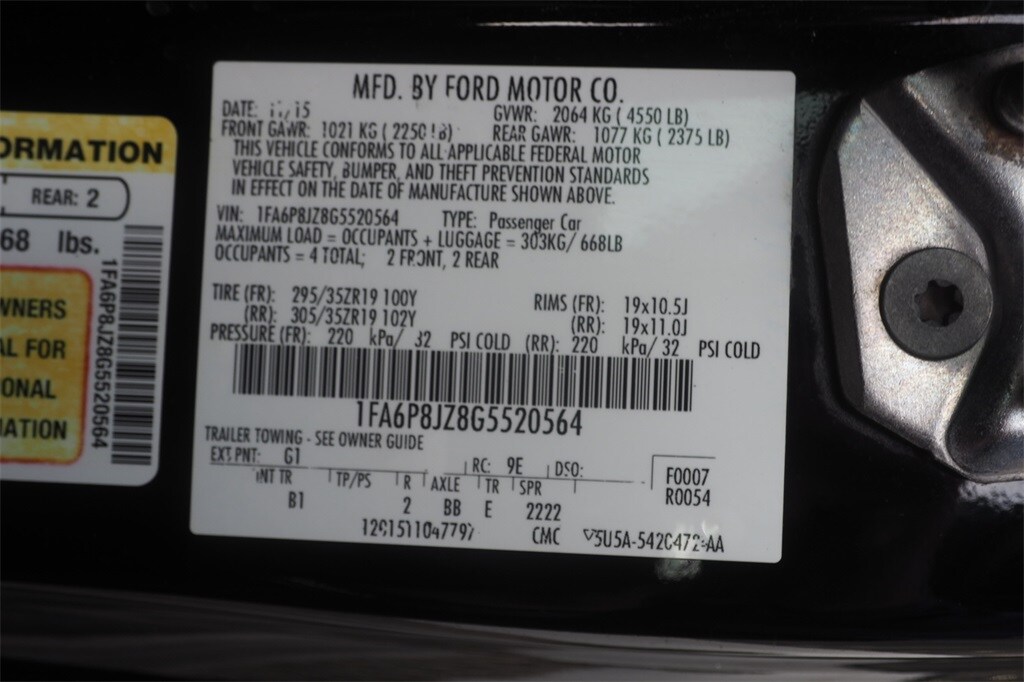 ORMATION
REAR: 2
68 lbs.
1FA6P8JZ8G5520564
WNERS
AL FOR
ONAL
ATION
MFD. BY FORD MOTOR CO.
DATE: 11/15 GVWR: 2064 KG ( 4550 LB)
FRONT GAWR: 1021 KG ( 2250 LB) REAR GAWR: 1077 KG ( 2375 LB)
THIS VEHICLE CONFORMS TO ALL APPLICABLE FEDERAL MOTOR
VEHICLE SAFETY, BUMPER, AND THEFT PREVENTION STANDARDS
IN EFFECT ON THE DATE OF MANUFACTURE SHOWN ABOVE.
VIN: 1FA6P8JZ8G5520564 TYPE: Passenger Car
MAXIMUM LOAD = OCCUPANTS + LUGGAGE = 303KG/ 668LB
OCCUPANTS = 4 TOTAL; 2 FRONT, 2 REAR
TIRE (FR): 295/35ZR19 100Y RIMS (FR): 19x10.5J
(RR): 305/35ZR19 102Y (RR): 19x11.0J
PRESSURE (FR): 220 kPa/ 32 PSI COLD (RR): 220 kPa/ 32 PSI COLD
1FA6P8JZ8G5520564
TRAILER TOWING - SEE OWNER GUIDE
EXT PNT: G1 RC: 9E DSO: F0007
INT TR TP/PS R AXLE TR SPR R0054
B1 2 BB E 2222
CMC